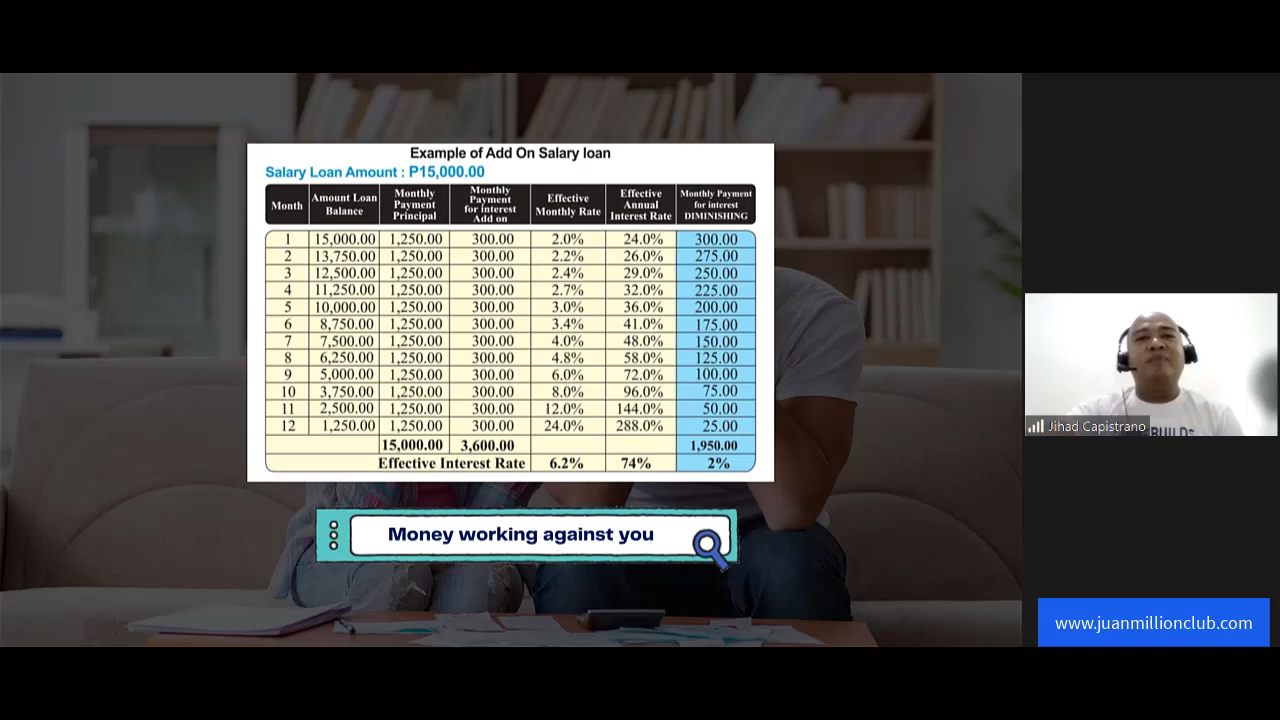 Example of Add On Salary loan
Salary Loan Amount : P15,000.00
Month Amount Loan Balance Monthly Payment Principal Monthly Payment for interest Add on Effective Monthly Rate Effective Annual Interest Rate Monthly Payment for interest DIMINISHING
1 15,000.00 1,250.00 300.00 2.0% 24.0% 300.00
2 13,750.00 1,250.00 300.00 2.2% 26.0% 275.00
3 12,500.00 1,250.00 300.00 2.4% 29.0% 250.00
4 11,250.00 1,250.00 300.00 2.7% 32.0% 225.00
5 10,000.00 1,250.00 300.00 3.0% 36.0% 200.00
6 8,750.00 1,250.00 300.00 3.4% 41.0% 175.00
7 7,500.00 1,250.00 300.00 4.0% 48.0% 150.00
8 6,250.00 1,250.00 300.00 4.8% 58.0% 125.00
9 5,000.00 1,250.00 300.00 6.0% 72.0% 100.00
10 3,750.00 1,250.00 300.00 8.0% 96.0% 75.00
11 2,500.00 1,250.00 300.00 12.0% 144.0% 50.00
12 1,250.00 1,250.00 300.00 24.0% 288.0% 25.00
15,000.00 3,600.00 1,950.00
Effective Interest Rate 6.2% 74% 2%
Money working against you
Jihad Capistrano
www.juanmillionclub.com